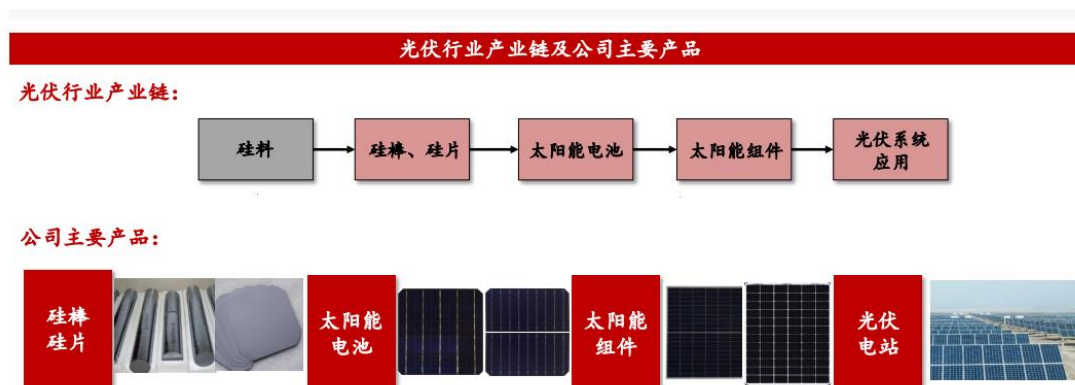 光伏行业产业链及公司主要产品
光伏行业产业链：
硅料
硅棒、硅片
太阳能电池
太阳能组件
光伏系统
应用
公司主要产品：
硅棒
硅片
太阳能
电池
太阳能
组件
光伏
电站